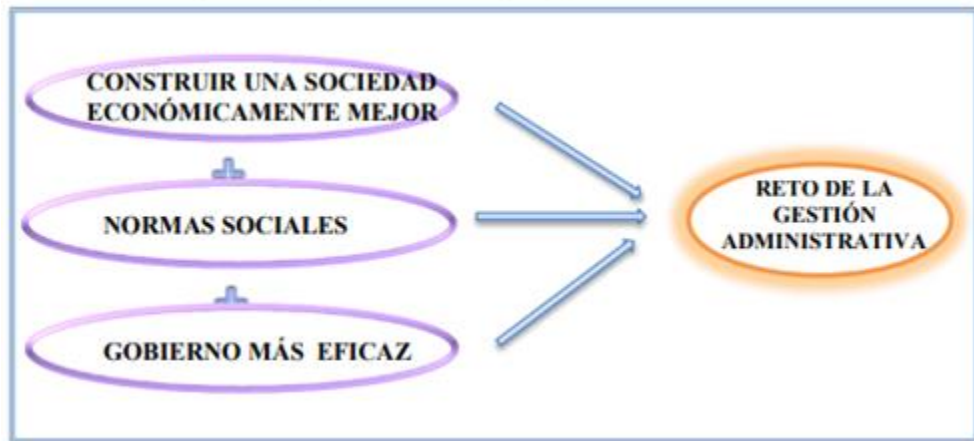 CONSTRUIR UNA SOCIEDAD
ECONÓMICAMENTE MEJOR
NORMAS SOCIALES
GOBIERNO MÁS EFICAZ
RETO DE LA
GESTIÓN
ADMINISTRATIVA